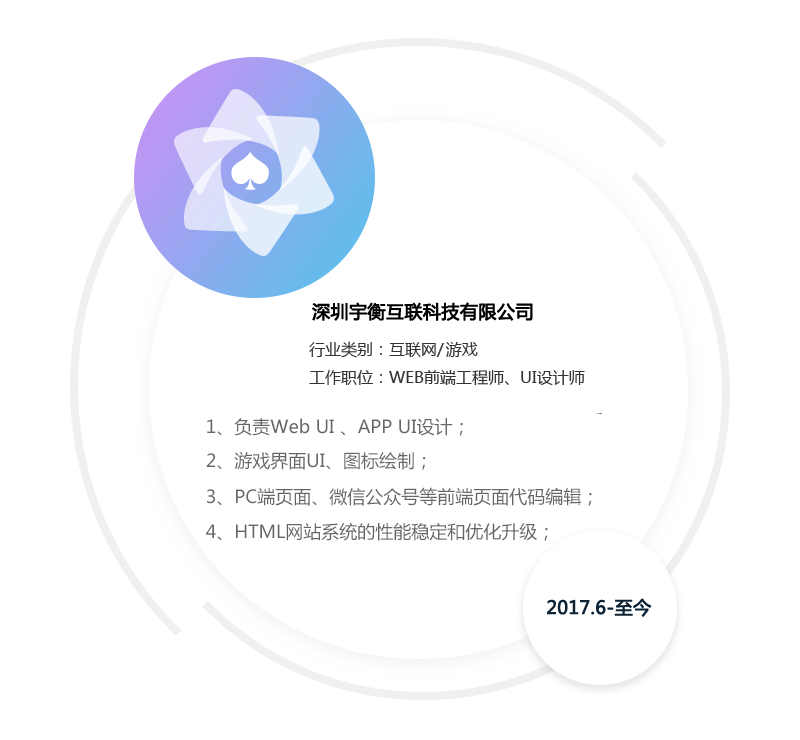 深圳宇衡互联科技有限公司
行业类别：互联网/游戏
工作职位：WEB前端工程师、UI设计师
1、负责Web UI 、APP UI设计；
2、游戏界面UI、图标绘制；
3、PC端页面、微信公众号等前端页面代码编辑；
4、HTML网站系统的性能稳定和优化升级；
2017.6-至今